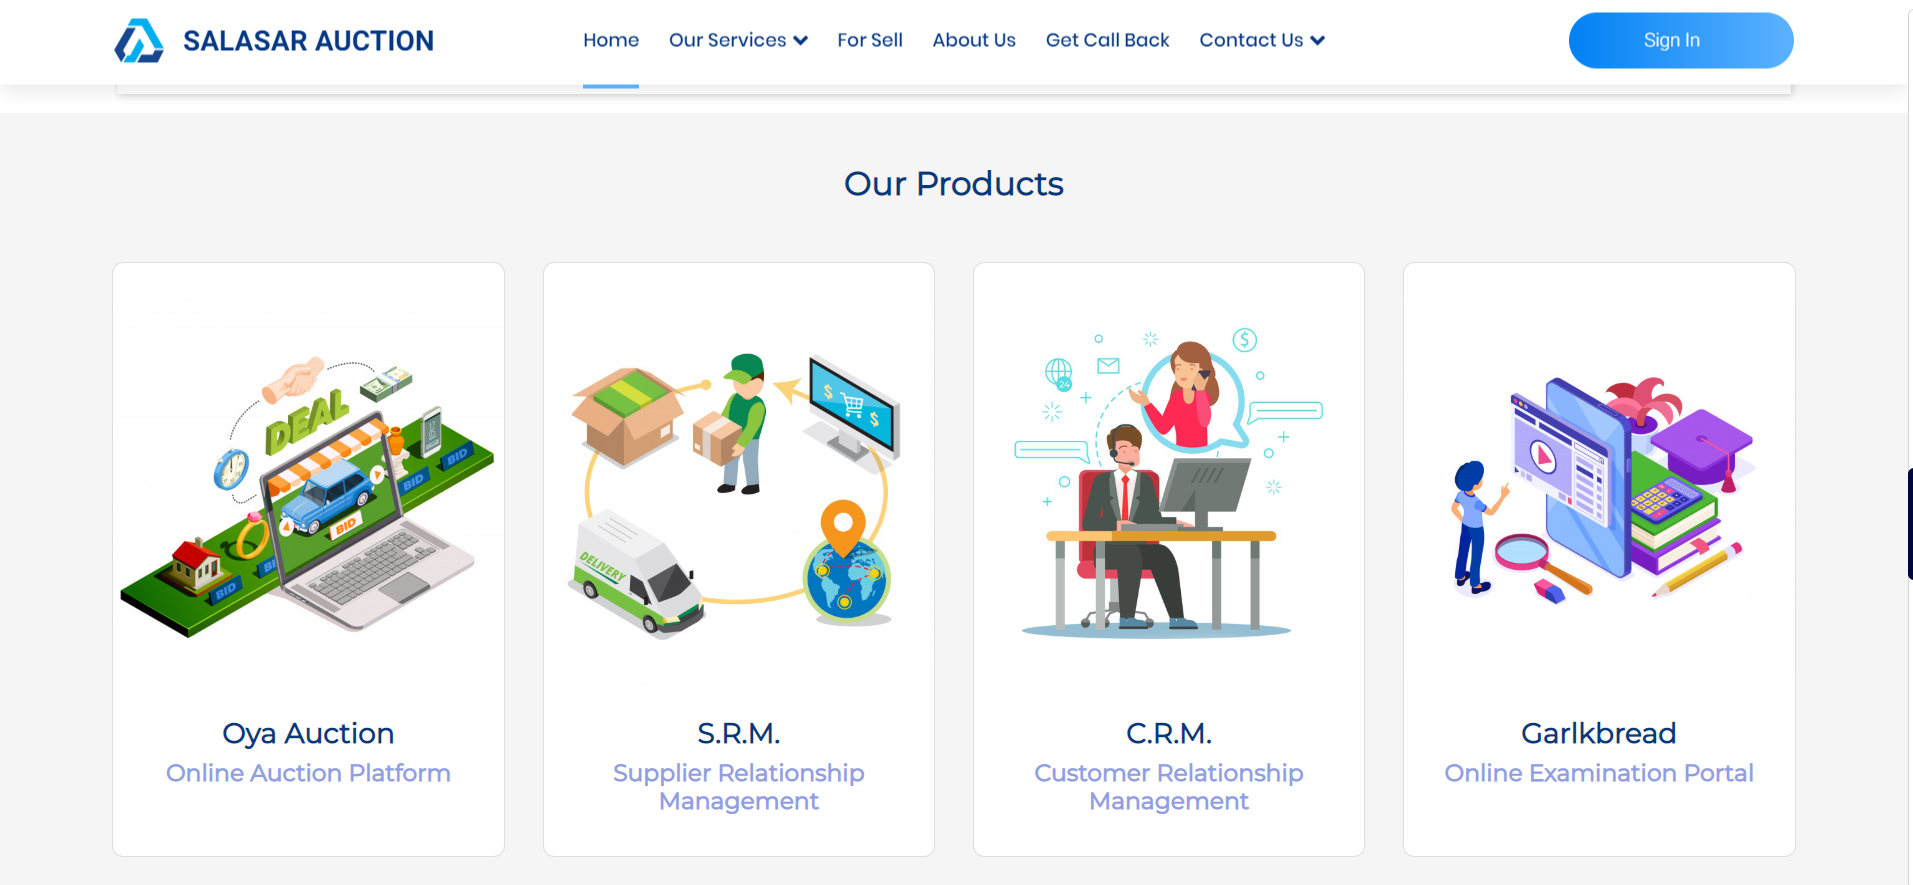 SALASAR AUCTION
Home Our Services For Sell About Us Get Call Back Contact Us
Sign In
Our Products
DEAL
BID
BID
BID
BID
DELIVERY
$ $
24
$
Oya Auction
Online Auction Platform
S.R.M.
Supplier Relationship
Management
C.R.M.
Customer Relationship
Management
Garlkbread
Online Examination Portal